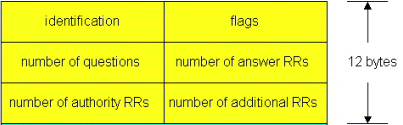 identification flags
number of questions number of answer RRs 12 bytes
number of authority RRs number of additional RRs